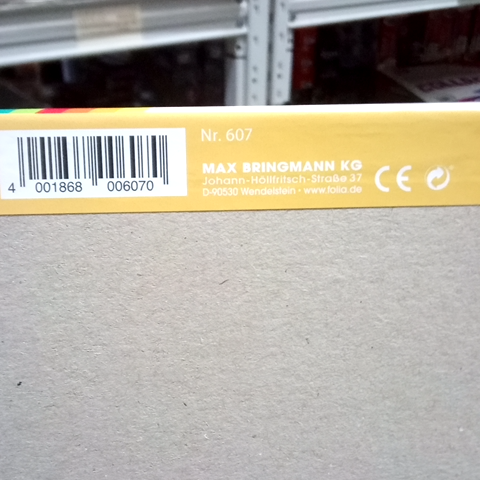 Nr. 607
MAX BRINGMANN KG
Johann-Höllfritsch-Straße 37
D-90530 Wendelstein · www.folia.de
CE
4 001868 006070